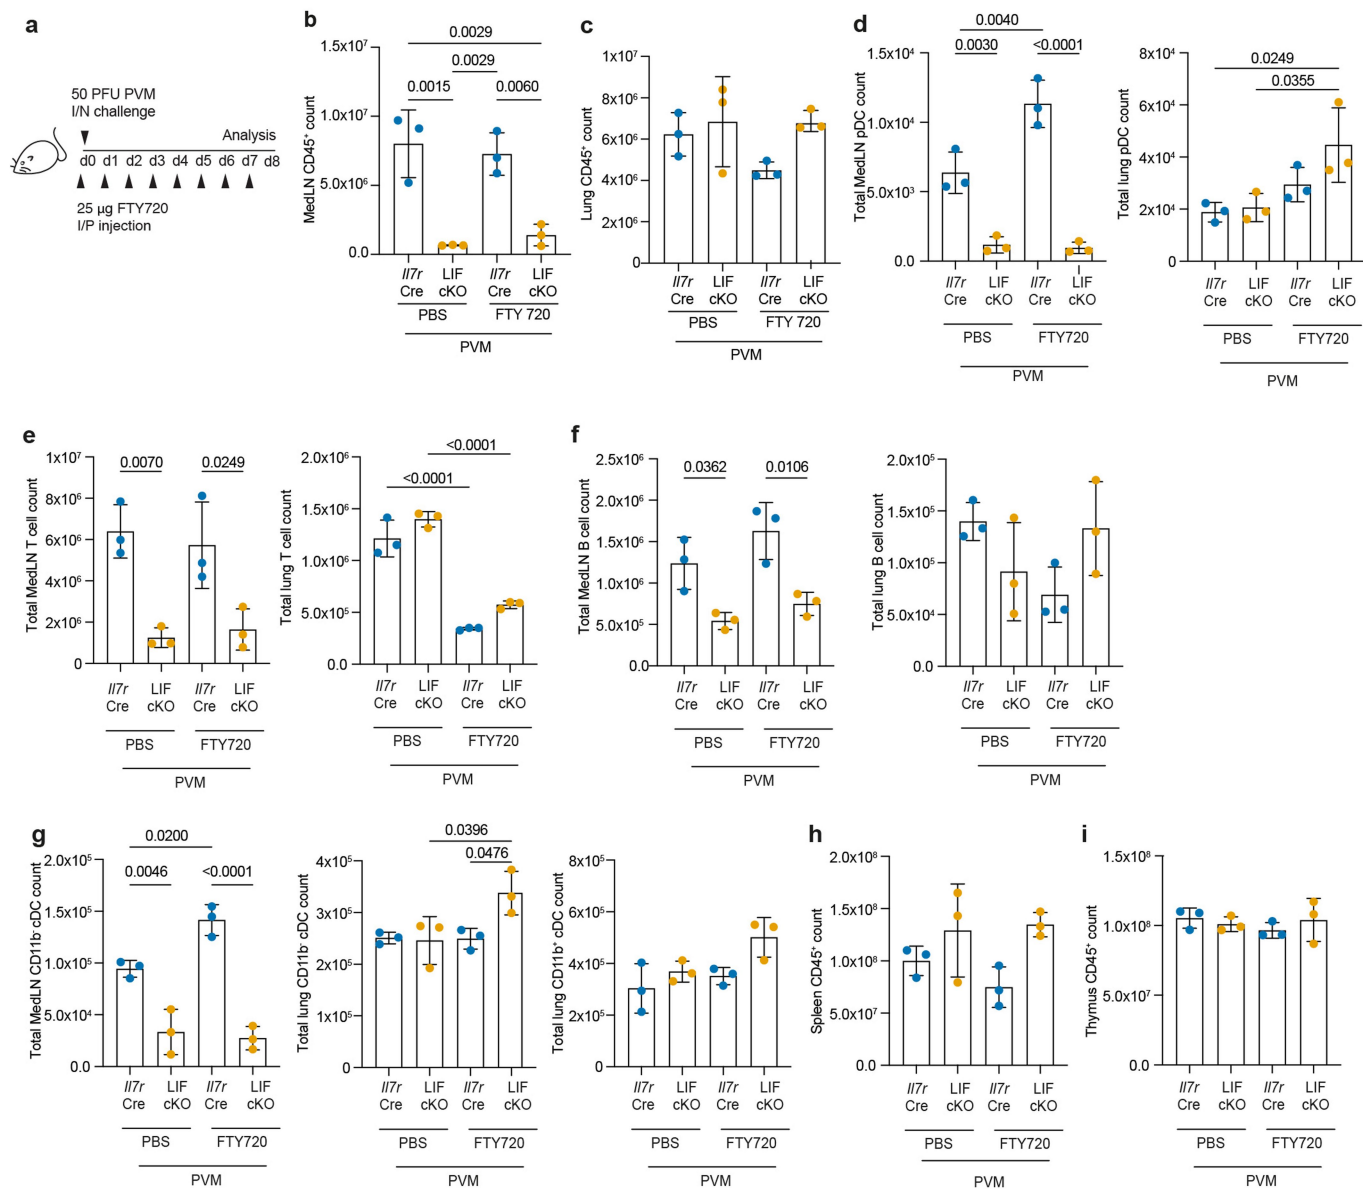 a
50 PFU PVM
I/N challenge
Analysis
d0 d1 d2 d3 d4 d5 d6 d7 d8
25 µg FTY720
I/P injection
b
MedLN CD45⁺ count
1.5x10⁷
1.0x10⁷
5.0x10⁶
0.0
0.0029
0.0029
0.0015
0.0060
Il7r Cre
LIF cKO
Il7r Cre
LIF cKO
PBS
FTY 720
PVM
c
Lung CD45⁺ count
1x10⁷
8x10⁶
6x10⁶
4x10⁶
2x10⁶
0
Il7r Cre
LIF cKO
Il7r Cre
LIF cKO
PBS
FTY 720
PVM
d
Total MedLN pDC count
1.5x10⁴
1.0x10⁴
5.0x10³
0.0
0.0040
0.0030
<0.0001
Il7r Cre
LIF cKO
Il7r Cre
LIF cKO
PBS
FTY720
PVM
Total lung pDC count
8x10⁴
6x10⁴
4x10⁴
2x10⁴
0
0.0249
0.0355
Il7r Cre
LIF cKO
Il7r Cre
LIF cKO
PBS
FTY720
PVM
e
Total MedLN T cell count
1x10⁷
8x10⁶
6x10⁶
4x10⁶
2x10⁶
0
0.0070
0.0249
Il7r Cre
LIF cKO
Il7r Cre
LIF cKO
PBS
FTY720
PVM
Total lung T cell count
2.0x10⁶
1.5x10⁶
1.0x10⁶
5.0x10⁵
0.0
<0.0001
<0.0001
Il7r Cre
LIF cKO
Il7r Cre
LIF cKO
PBS
FTY720
PVM
f
Total MedLN B cell count
2.5x10⁶
2.0x10⁶
1.5x10⁶
1.0x10⁶
5.0x10⁵
0.0
0.0362
0.0106
Il7r Cre
LIF cKO
Il7r Cre
LIF cKO
PBS
FTY720
PVM
Total lung B cell count
2.0x10⁵
1.5x10⁵
1.0x10⁵
5.0x10⁴
0.0
Il7r Cre
LIF cKO
Il7r Cre
LIF cKO
PBS
FTY720
PVM
g
Total MedLN CD11b⁻ cDC count
2.0x10⁵
1.5x10⁵
1.0x10⁵
5.0x10⁴
0.0
0.0200
0.0046
<0.0001
Il7r Cre
LIF cKO
Il7r Cre
LIF cKO
PBS
FTY720
PVM
Total lung CD11b⁻ cDC count
4x10⁵
3x10⁵
2x10⁵
1x10⁵
0
0.0396
0.0476
Il7r Cre
LIF cKO
Il7r Cre
LIF cKO
PBS
FTY720
PVM
Total lung CD11b⁺ cDC count
8x10⁵
6x10⁵
4x10⁵
2x10⁵
0
Il7r Cre
LIF cKO
Il7r Cre
LIF cKO
PBS
FTY720
PVM
h
Spleen CD45⁺ count
2.0x10⁸
1.5x10⁸
1.0x10⁸
5.0x10⁷
0.0
Il7r Cre
LIF cKO
Il7r Cre
LIF cKO
PBS
FTY720
PVM
i
Thymus CD45⁺ count
1.5x10⁸
1.0x10⁸
5.0x10⁷
0.0
Il7r Cre
LIF cKO
Il7r Cre
LIF cKO
PBS
FTY720
PVM